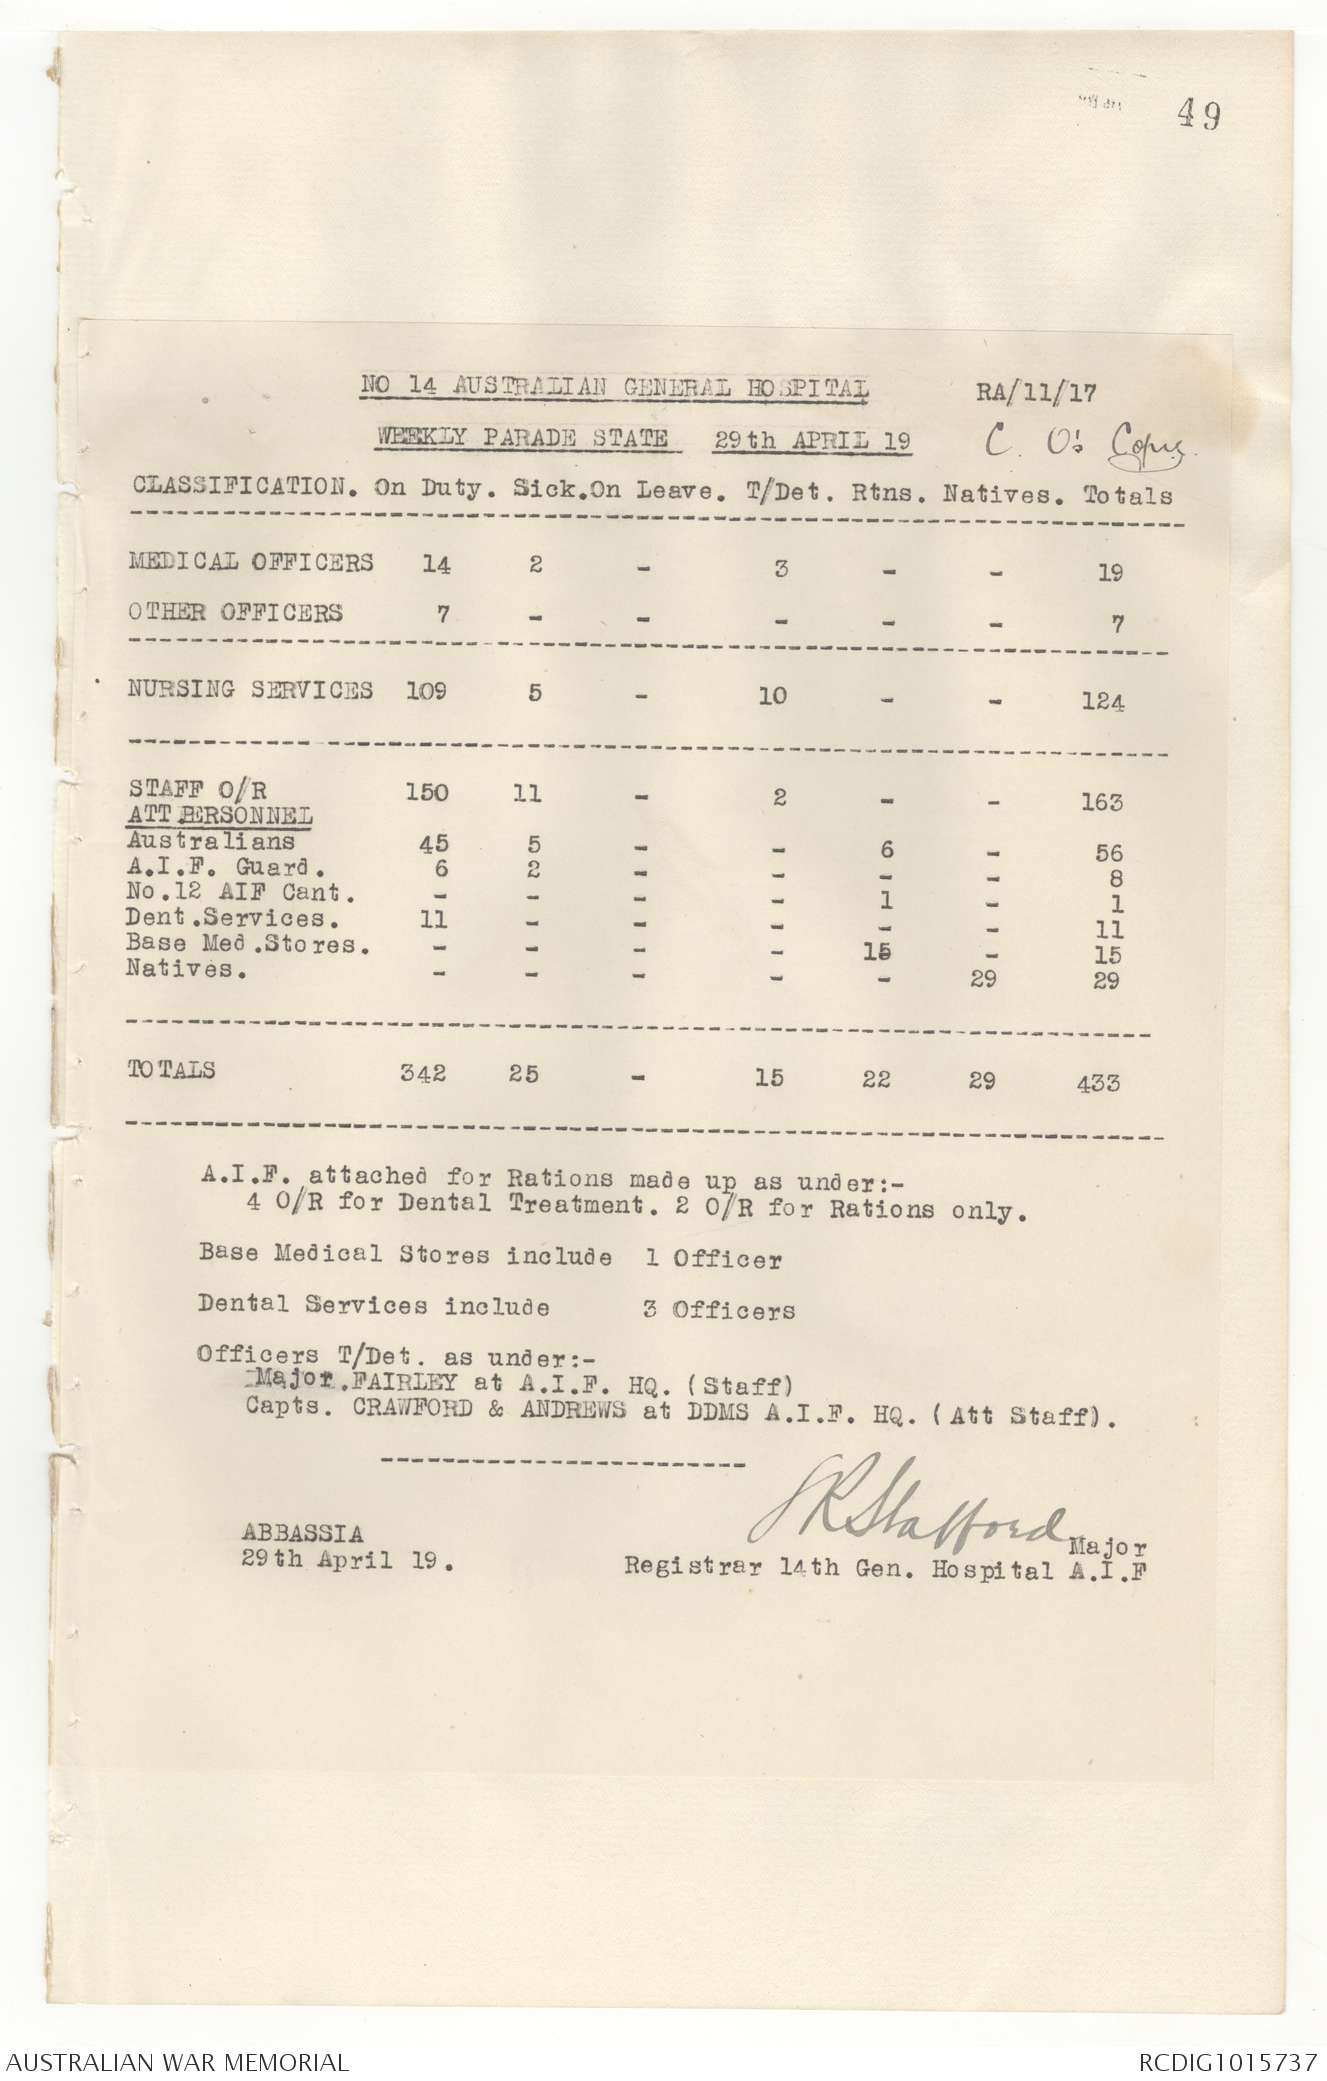 49
NO 14 AUSTRALIAN GENERAL HOSPITAL RA/11/17
WEEKLY PARADE STATE 29th APRIL 19 C. O's Copy.
CLASSIFICATION. On Duty. Sick. On Leave. T/Det. Rtns. Natives. Totals
MEDICAL OFFICERS 14 2 - 3 - - 19
OTHER OFFICERS 7 - - - - - 7
NURSING SERVICES 109 5 - 10 - - 124
STAFF O/R 150 11 - 2 - - 163
ATT PERSONNEL
Australians 45 5 - - 6 - 56
A.I.F. Guard. 6 2 - - - - 8
No.12 AIF Cant. - - - - 1 - 1
Dent.Services. 11 - - - - - 11
Base Med.Stores. - - - - 15 - 15
Natives. - - - - - 29 29
TOTALS 342 25 - 15 22 29 433
A.I.F. attached for Rations made up as under:-
4 O/R for Dental Treatment. 2 O/R for Rations only.
Base Medical Stores include 1 Officer
Dental Services include 3 Officers
Officers T/Det. as under:-
Major.FAIRLEY at A.I.F. HQ. (Staff)
Capts. CRAWFORD & ANDREWS at DDMS A.I.F. HQ. (Att Staff).
SRStafford Major
ABBASSIA
29th April 19. Registrar 14th Gen. Hospital A.I.F
AUSTRALIAN WAR MEMORIAL RCDIG1015737